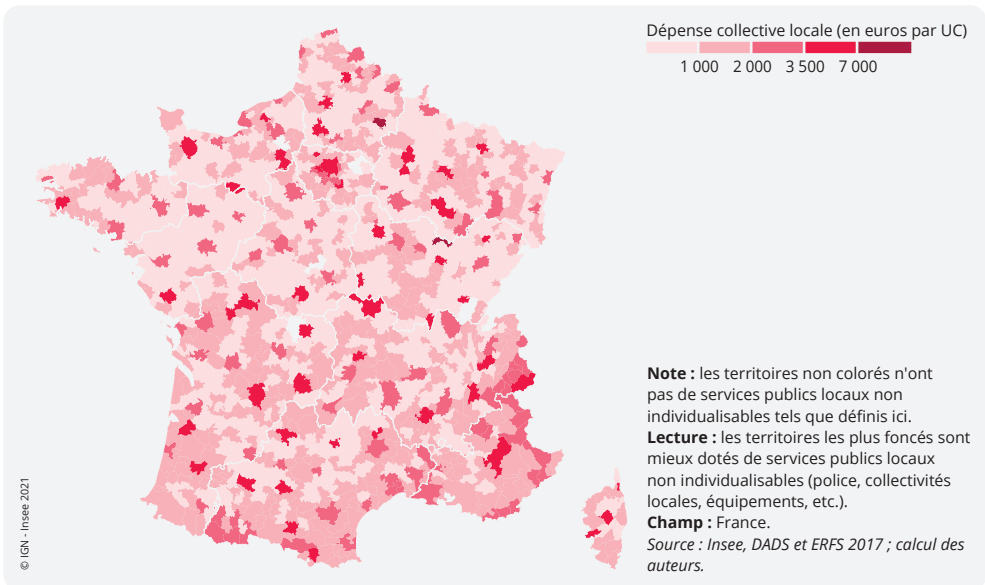 Dépense collective locale (en euros par UC)
1 000 2 000 3 500 7 000
Note : les territoires non colorés n'ont
pas de services publics locaux non
individualisables tels que définis ici.
Lecture : les territoires les plus foncés sont
mieux dotés de services publics locaux
non individualisables (police, collectivités
locales, équipements, etc.).
Champ : France.
Source : Insee, DADS et ERFS 2017 ; calcul des
auteurs.
© IGN - Insee 2021